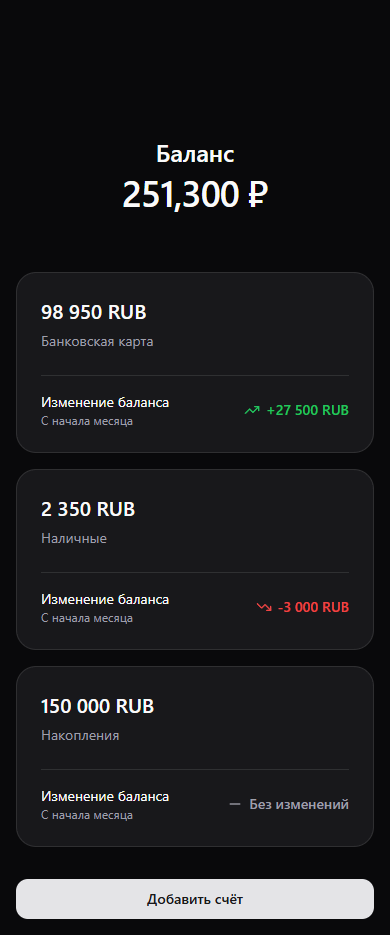 Баланс
251,300 ₽
98 950 RUB
Банковская карта
Изменение баланса
С начала месяца
+27 500 RUB
2 350 RUB
Наличные
Изменение баланса
С начала месяца
-3 000 RUB
150 000 RUB
Накопления
Изменение баланса
С начала месяца
Без изменений
Добавить счёт